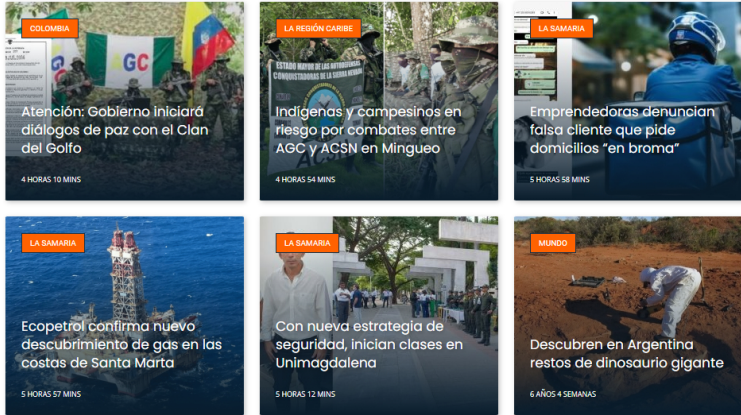 COLOMBIA
AGC
Atención: Gobierno iniciará
diálogos de paz con el Clan
del Golfo
4 HORAS 10 MINS
LA REGIÓN CARIBE
ESTADO MAYOR DE LAS AUTODEFENSAS
CONQUISTADORAS DE LA SIERRA NEVADA
ACSN
Indígenas y campesinos en
riesgo por combates entre
AGC y ACSN en Mingueo
4 HORAS 54 MINS
LA SAMARIA
Emprendedoras denuncian
falsa cliente que pide
domicilios “en broma”
5 HORAS 58 MINS
LA SAMARIA
Ecopetrol confirma nuevo
descubrimiento de gas en las
costas de Santa Marta
5 HORAS 57 MINS
LA SAMARIA
Con nueva estrategia de
seguridad, inician clases en
Unimagdalena
5 HORAS 12 MINS
MUNDO
Descubren en Argentina
restos de dinosaurio gigante
6 AÑOS 4 SEMANAS